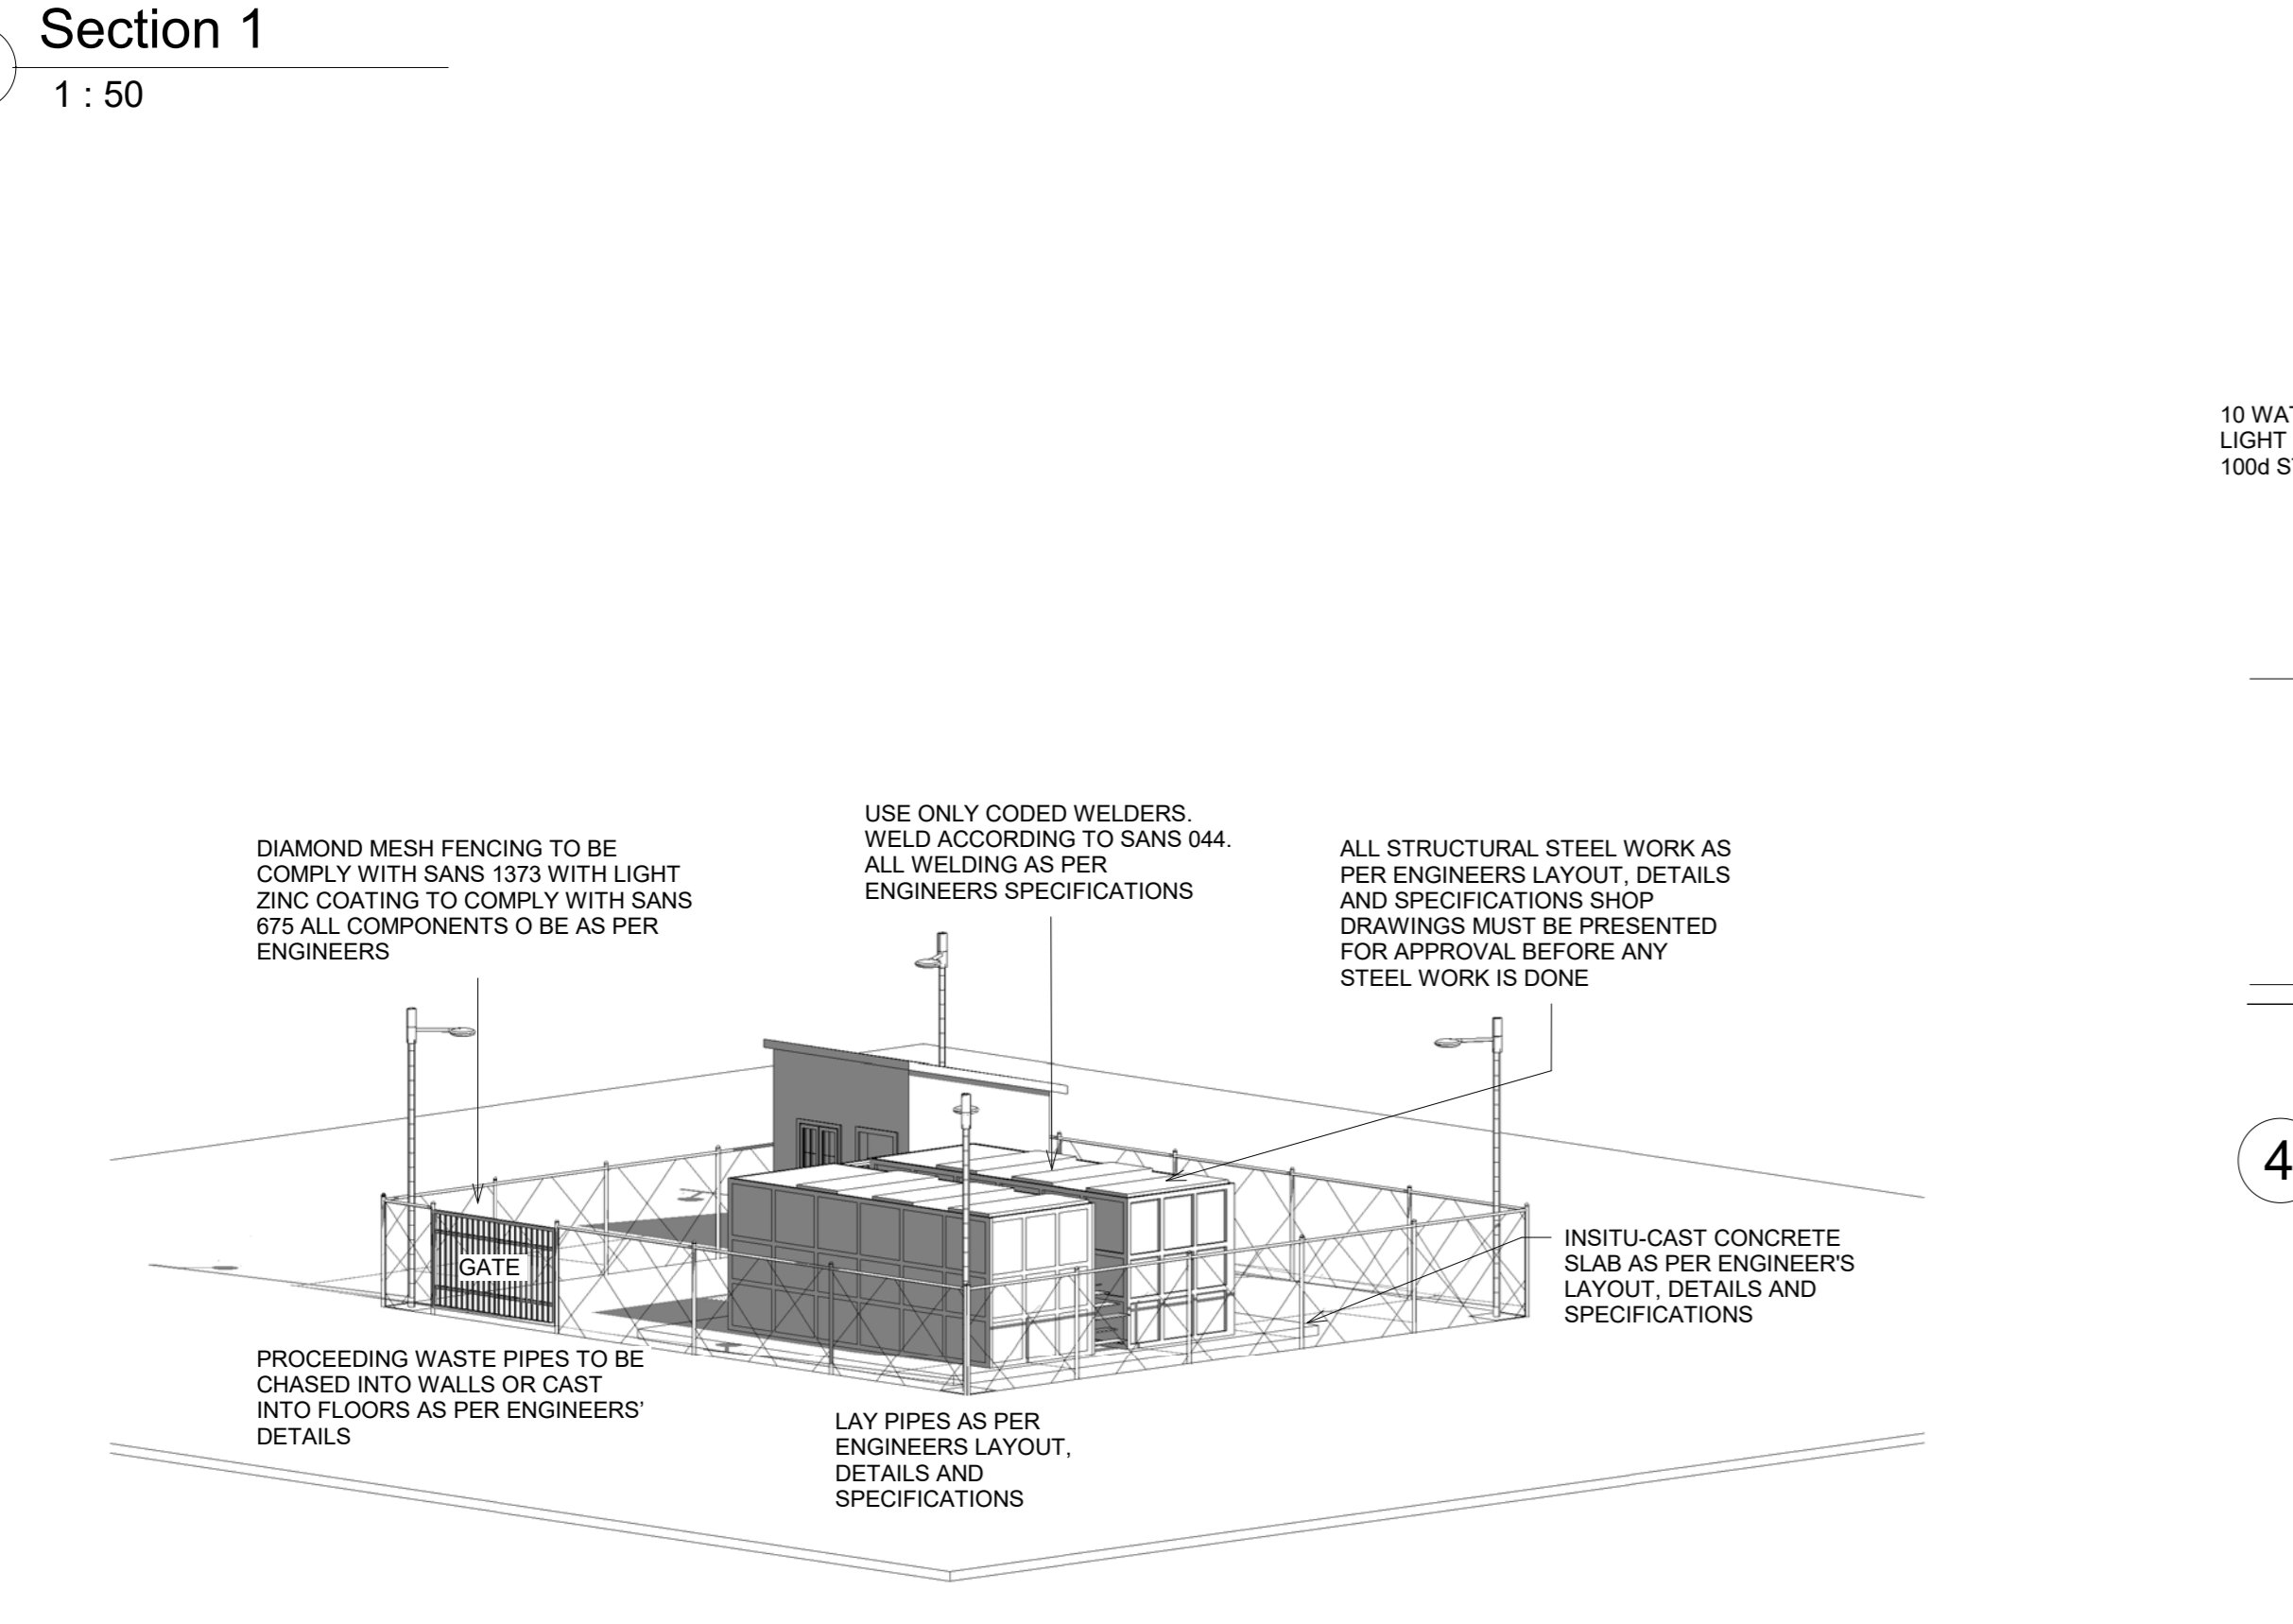 Section 1
1 : 50
10 WAT
LIGHT
100d S
DIAMOND MESH FENCING TO BE
COMPLY WITH SANS 1373 WITH LIGHT
ZINC COATING TO COMPLY WITH SANS
675 ALL COMPONENTS O BE AS PER
ENGINEERS
USE ONLY CODED WELDERS.
WELD ACCORDING TO SANS 044.
ALL WELDING AS PER
ENGINEERS SPECIFICATIONS
ALL STRUCTURAL STEEL WORK AS
PER ENGINEERS LAYOUT, DETAILS
AND SPECIFICATIONS SHOP
DRAWINGS MUST BE PRESENTED
FOR APPROVAL BEFORE ANY
STEEL WORK IS DONE
4
GATE
INSITU-CAST CONCRETE
SLAB AS PER ENGINEER'S
LAYOUT, DETAILS AND
SPECIFICATIONS
PROCEEDING WASTE PIPES TO BE
CHASED INTO WALLS OR CAST
INTO FLOORS AS PER ENGINEERS’
DETAILS
LAY PIPES AS PER
ENGINEERS LAYOUT,
DETAILS AND
SPECIFICATIONS